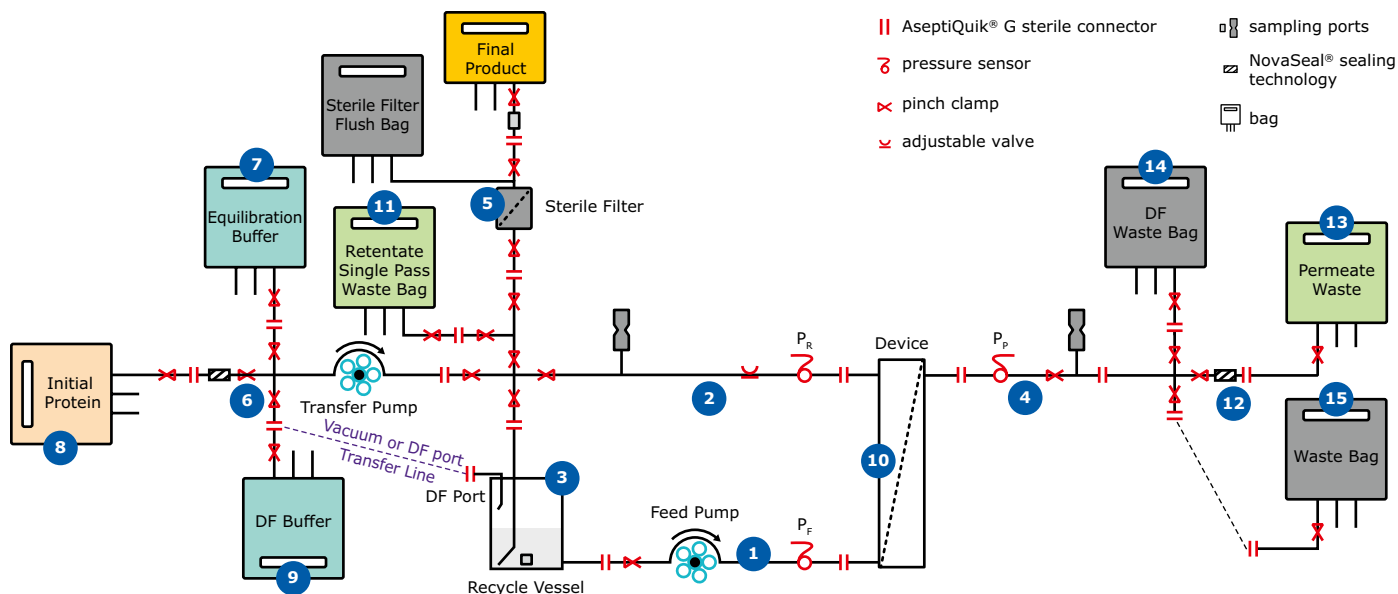 AseptiQuik® G sterile connector
pressure sensor
pinch clamp
adjustable valve
sampling ports
NovaSeal® sealing
technology
bag
Final
Product
Sterile Filter
Flush Bag
7
Equilibration
Buffer
11
Retentate
Single Pass
Waste Bag
5
Sterile Filter
14
DF
Waste Bag
13
Permeate
Waste
8
Initial
Protein
6
Transfer Pump
2
PR
Device
PP
4
12
15
Waste Bag
Vacuum or DF port
Transfer Line
DF Port
3
10
DF Buffer
9
Recycle Vessel
Feed Pump
1
PF